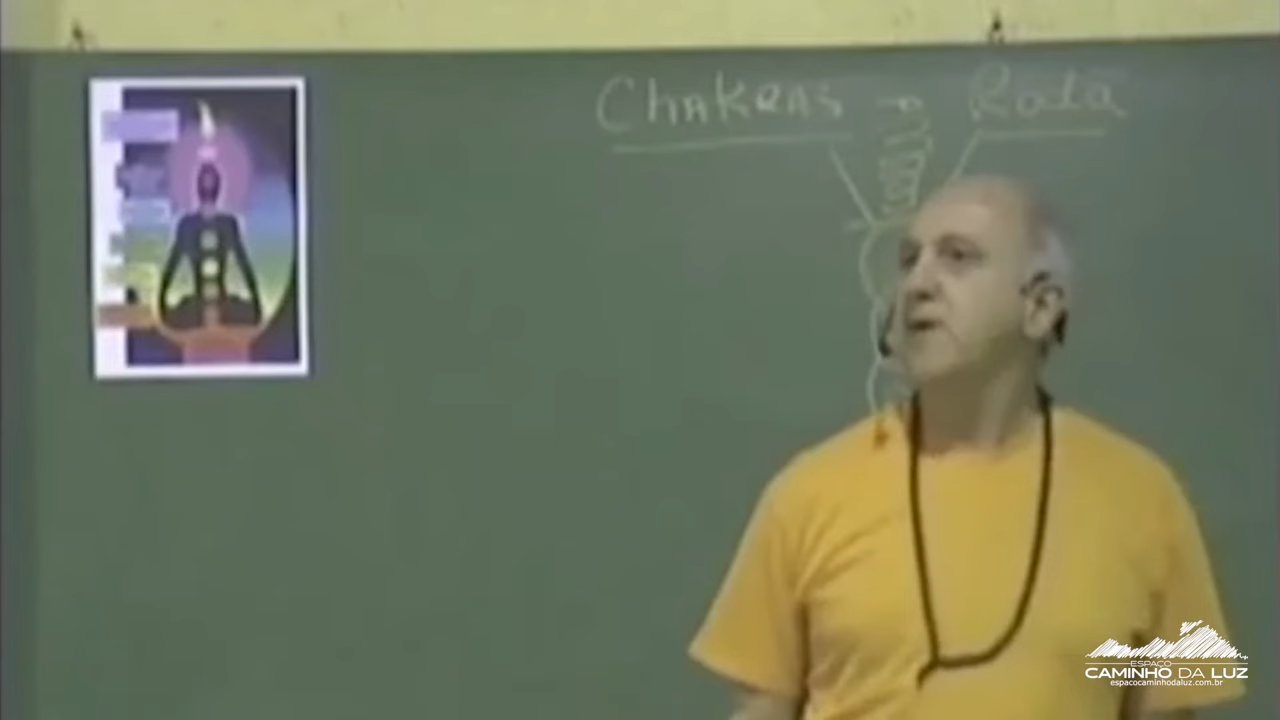 Chakras → Roda
ESPAÇO
CAMINHO DA LUZ
espacocaminhodaluz.com.br